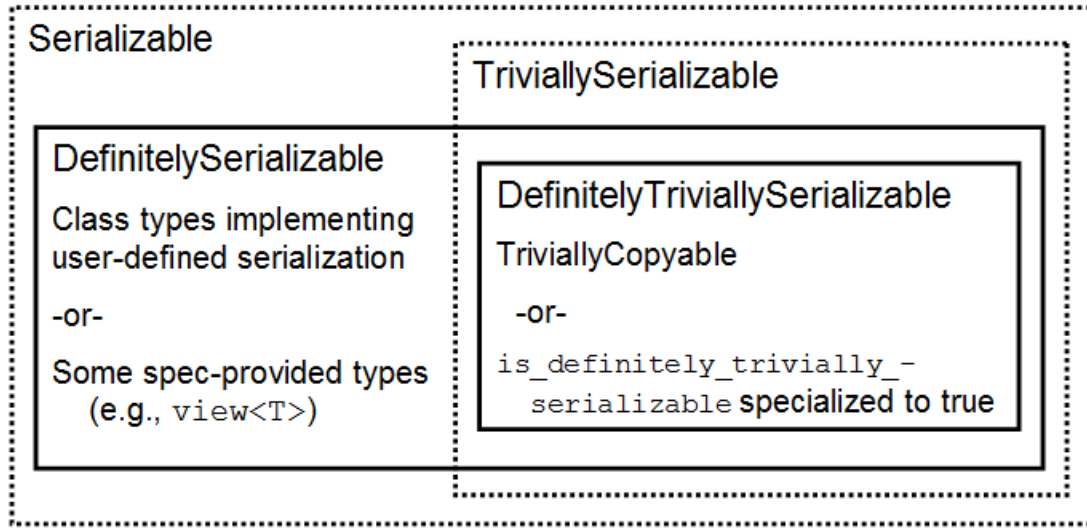 Serializable
TriviallySerializable
DefinitelySerializable
Class types implementing
user-defined serialization
-or-
Some spec-provided types
(e.g., view<T>)
DefinitelyTriviallySerializable
TriviallyCopyable
-or-
is_definitely_trivially_-
serializable specialized to true